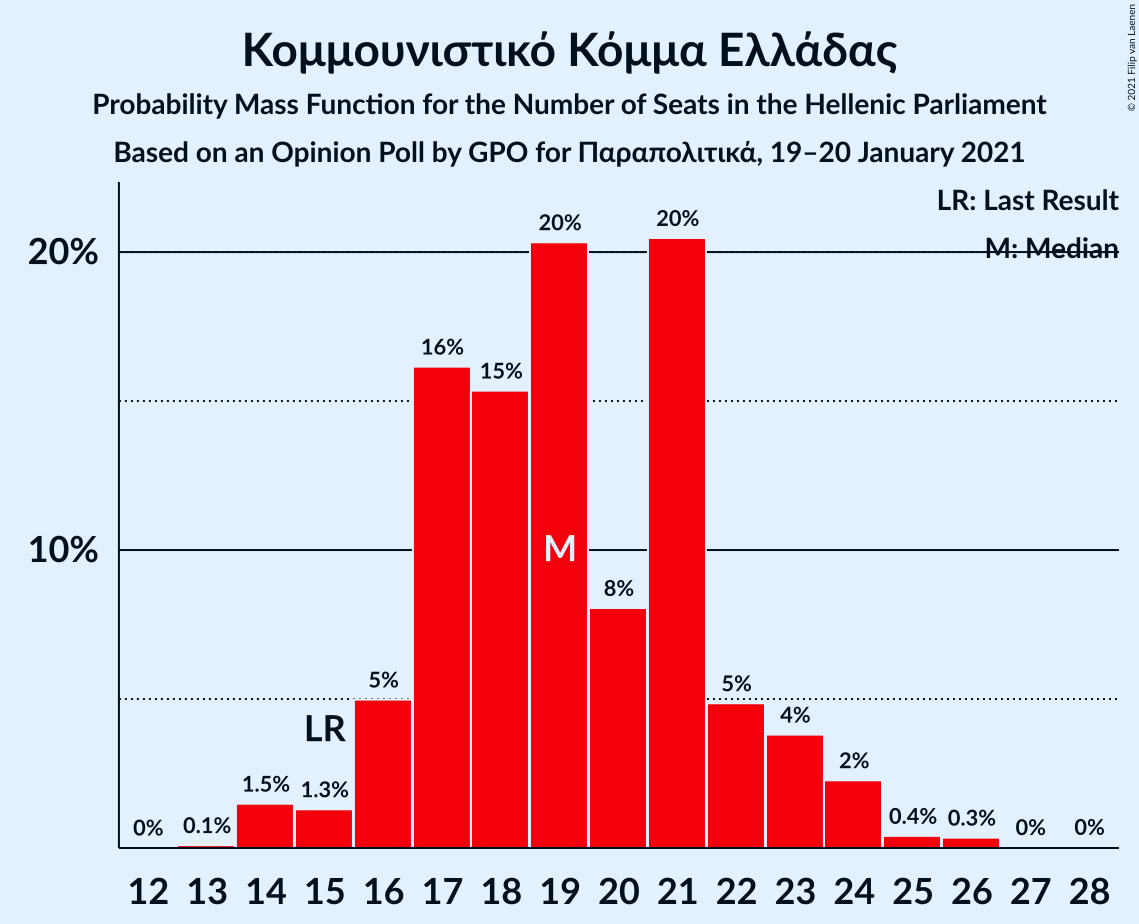 Κομμουνιστικό Κόμμα Ελλάδας
Probability Mass Function for the Number of Seats in the Hellenic Parliament
Based on an Opinion Poll by GPO for Παραπολιτικά, 19–20 January 2021
© 2021 Filip van Laenen
LR: Last Result
M: Median
20%
10%
0%
0.1%
1.5%
1.3%
5%
16%
15%
20%
8%
20%
5%
4%
2%
0.4%
0.3%
0%
0%
LR
M
12 13 14 15 16 17 18 19 20 21 22 23 24 25 26 27 28